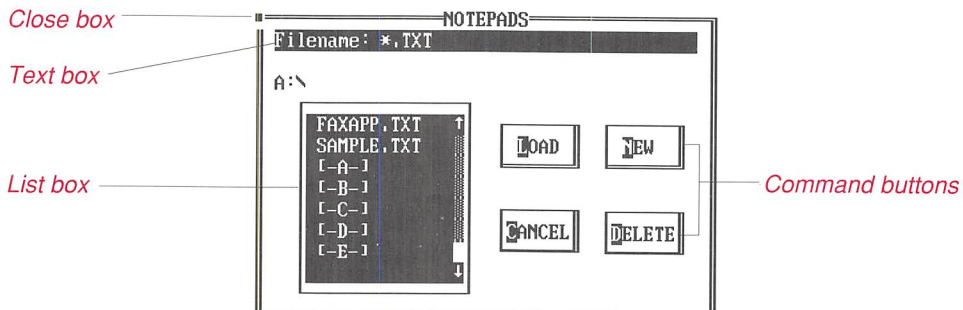 Close box
NOTEPADS
Filename: *.TXT
Text box
A:\
FAXAPP.TXT
SAMPLE.TXT
LOAD
NEW
[-A-]
List box
[-B-]
Command buttons
[-C-]
[-D-]
CANCEL
DELETE
[-E-]